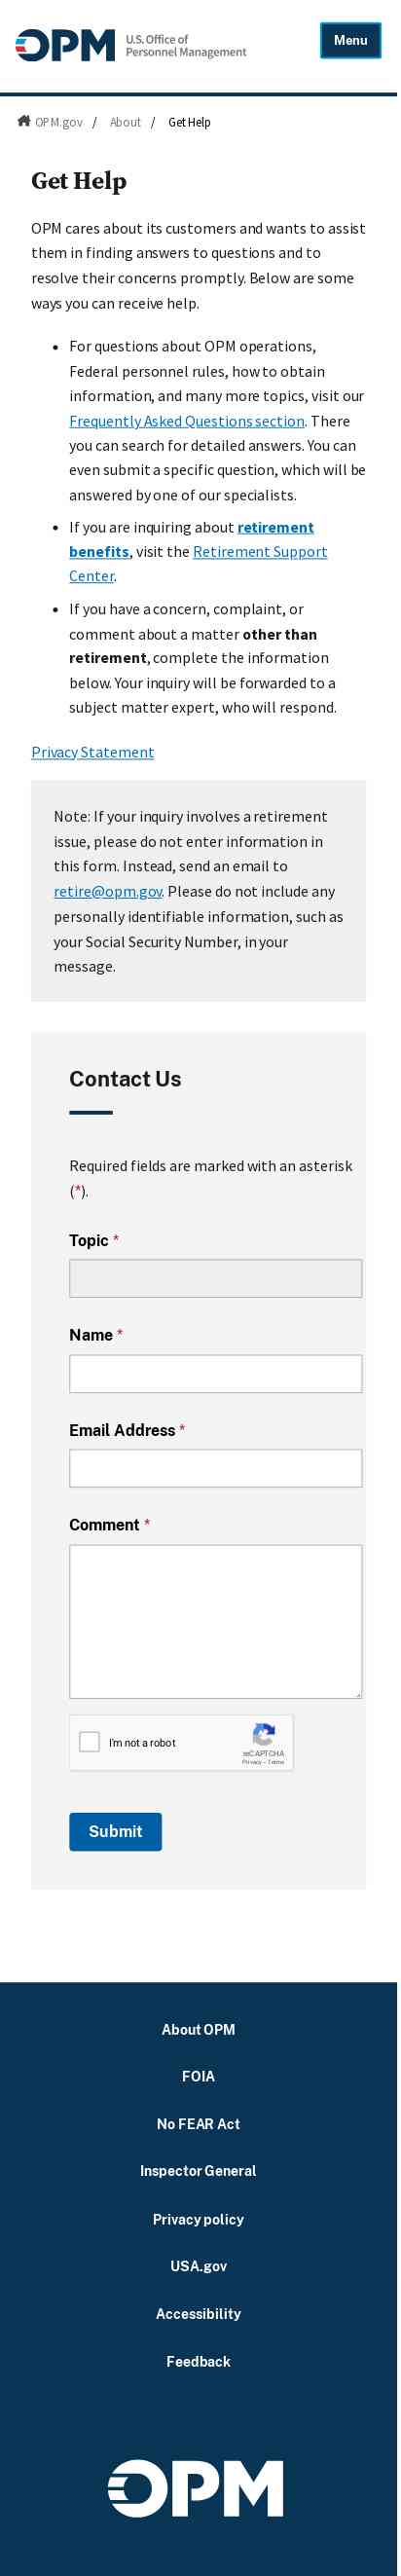 OPM U.S. Office of
Personnel Management
Menu
OPM.gov / About / Get Help
Get Help
OPM cares about its customers and wants to assist
them in finding answers to questions and to
resolve their concerns promptly. Below are some
ways you can receive help.
• For questions about OPM operations,
Federal personnel rules, how to obtain
information, and many more topics, visit our
Frequently Asked Questions section. There
you can search for detailed answers. You can
even submit a specific question, which will be
answered by one of our specialists.
• If you are inquiring about retirement
benefits, visit the Retirement Support
Center.
• If you have a concern, complaint, or
comment about a matter other than
retirement, complete the information
below. Your inquiry will be forwarded to a
subject matter expert, who will respond.
Privacy Statement
Note: If your inquiry involves a retirement
issue, please do not enter information in
this form. Instead, send an email to
retire@opm.gov. Please do not include any
personally identifiable information, such as
your Social Security Number, in your
message.
Contact Us
Required fields are marked with an asterisk
(*).
Topic *
Name *
Email Address *
Comment *
I'm not a robot
reCAPTCHA
Privacy - Terms
Submit
About OPM
FOIA
No FEAR Act
Inspector General
Privacy policy
USA.gov
Accessibility
Feedback
OPM